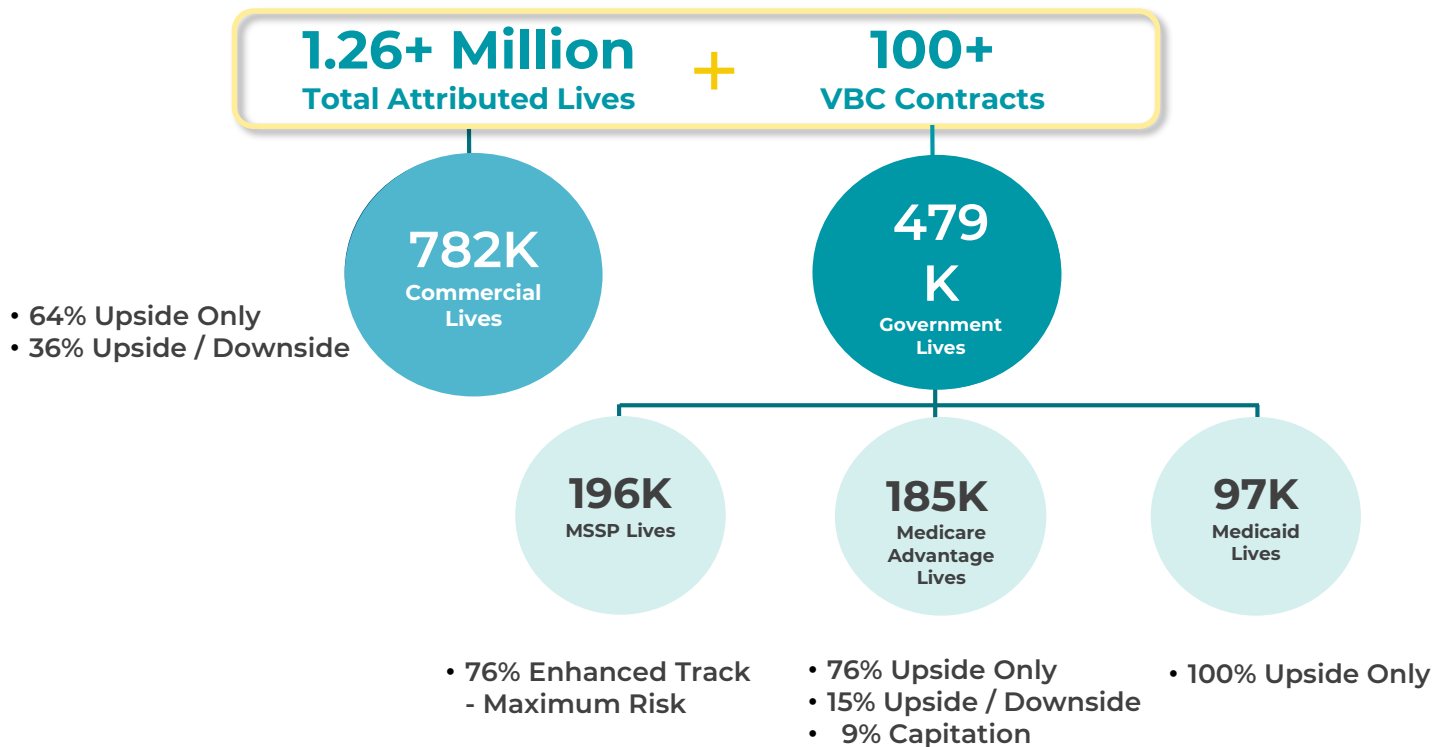 1.26+ Million
Total Attributed Lives
+
100+
VBC Contracts
782K
Commercial
Lives
• 64% Upside Only
• 36% Upside / Downside
479
K
Government
Lives
196K
MSSP Lives
• 76% Enhanced Track
- Maximum Risk
185K
Medicare
Advantage
Lives
• 76% Upside Only
• 15% Upside / Downside
• 9% Capitation
97K
Medicaid
Lives
• 100% Upside Only